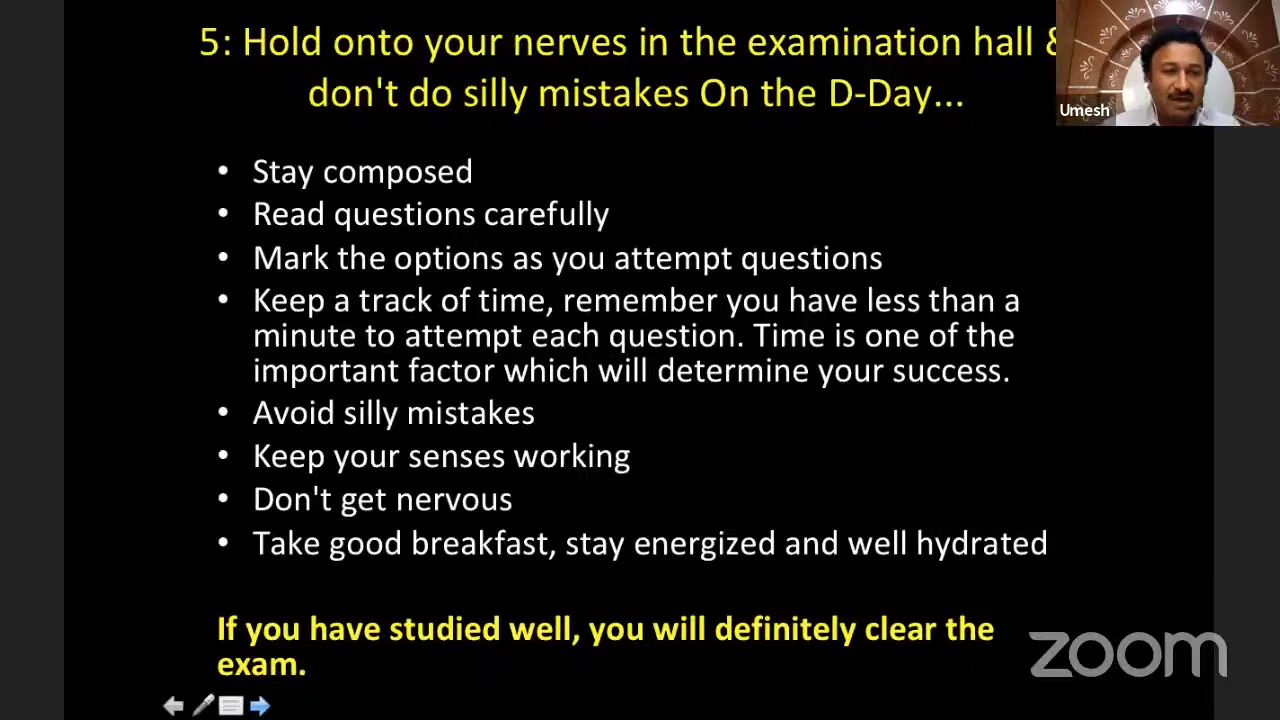 5: Hold onto your nerves in the examination hall &
don't do silly mistakes On the D-Day...
Umesh
• Stay composed
• Read questions carefully
• Mark the options as you attempt questions
• Keep a track of time, remember you have less than a
minute to attempt each question. Time is one of the
important factor which will determine your success.
• Avoid silly mistakes
• Keep your senses working
• Don't get nervous
• Take good breakfast, stay energized and well hydrated
If you have studied well, you will definitely clear the
exam.
zoom